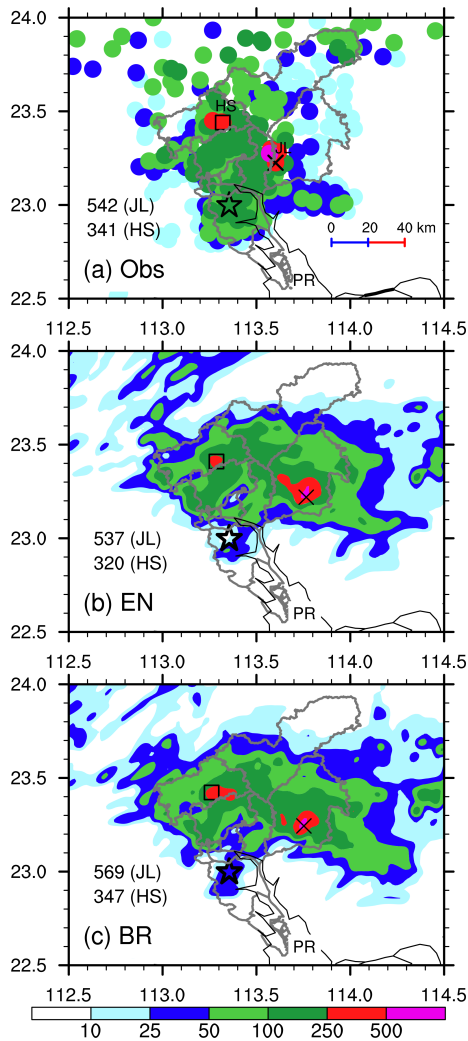 24.0
23.5
HS
JL
23.0
542 (JL)
341 (HS)
0 20 40 km
(a) Obs
PR
22.5
112.5 113.0 113.5 114.0 114.5
24.0
23.5
23.0
537 (JL)
320 (HS)
(b) EN
PR
22.5
112.5 113.0 113.5 114.0 114.5
24.0
23.5
23.0
569 (JL)
347 (HS)
(c) BR
PR
22.5
112.5 113.0 113.5 114.0 114.5
10 25 50 100 250 500